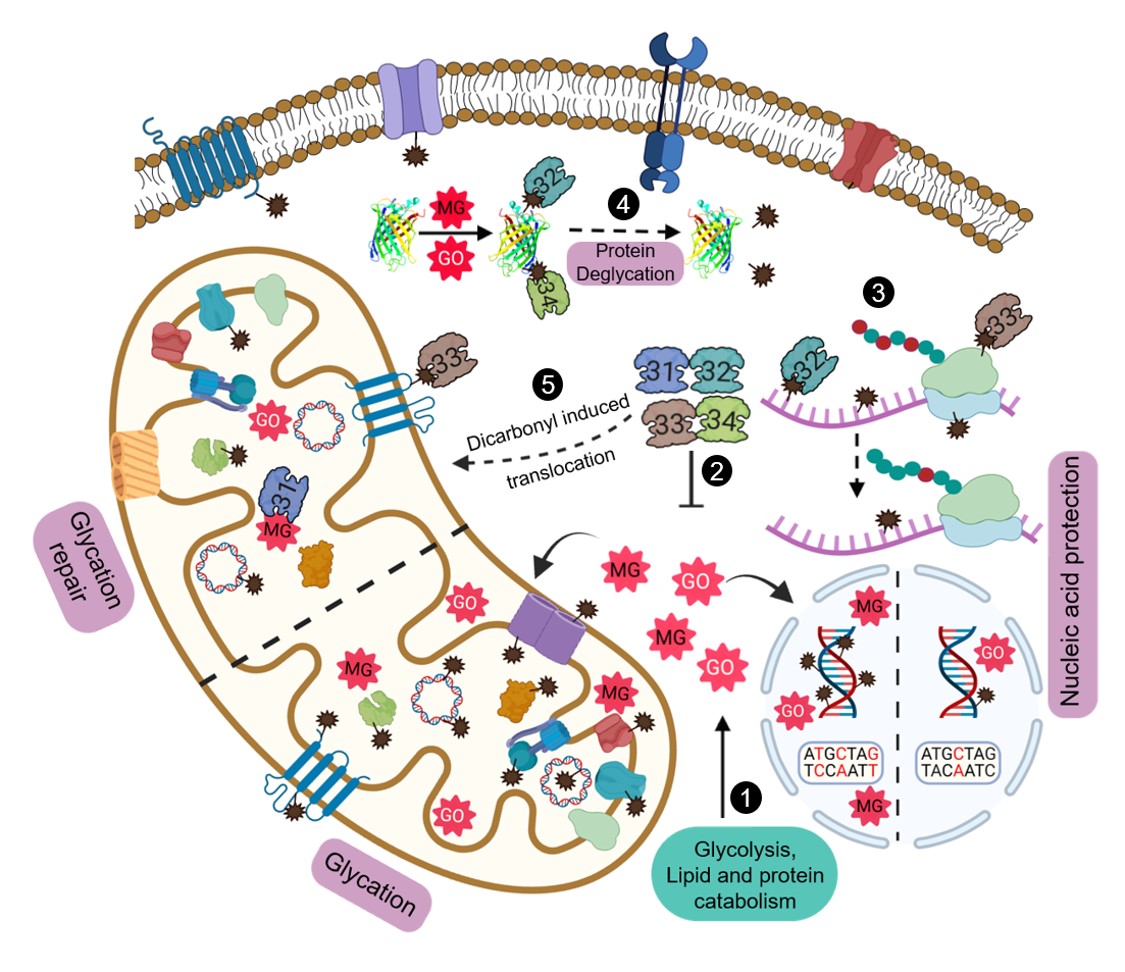 MG
GO
32
34
4
Protein
Deglycation
3
33
32
33
5
Dicarbonyl induced
translocation
31
32
33
34
2
GO
31
MG
Glycation
repair
Nucleic acid protection
MG
GO
MG
GO
GO
MG
MG
GO
MG
GO
GO
MG
ATGCTAG
TCCAATT
ATGCTAG
TACAATC
1
Glycolysis,
Lipid and protein
catabolism
Glycation